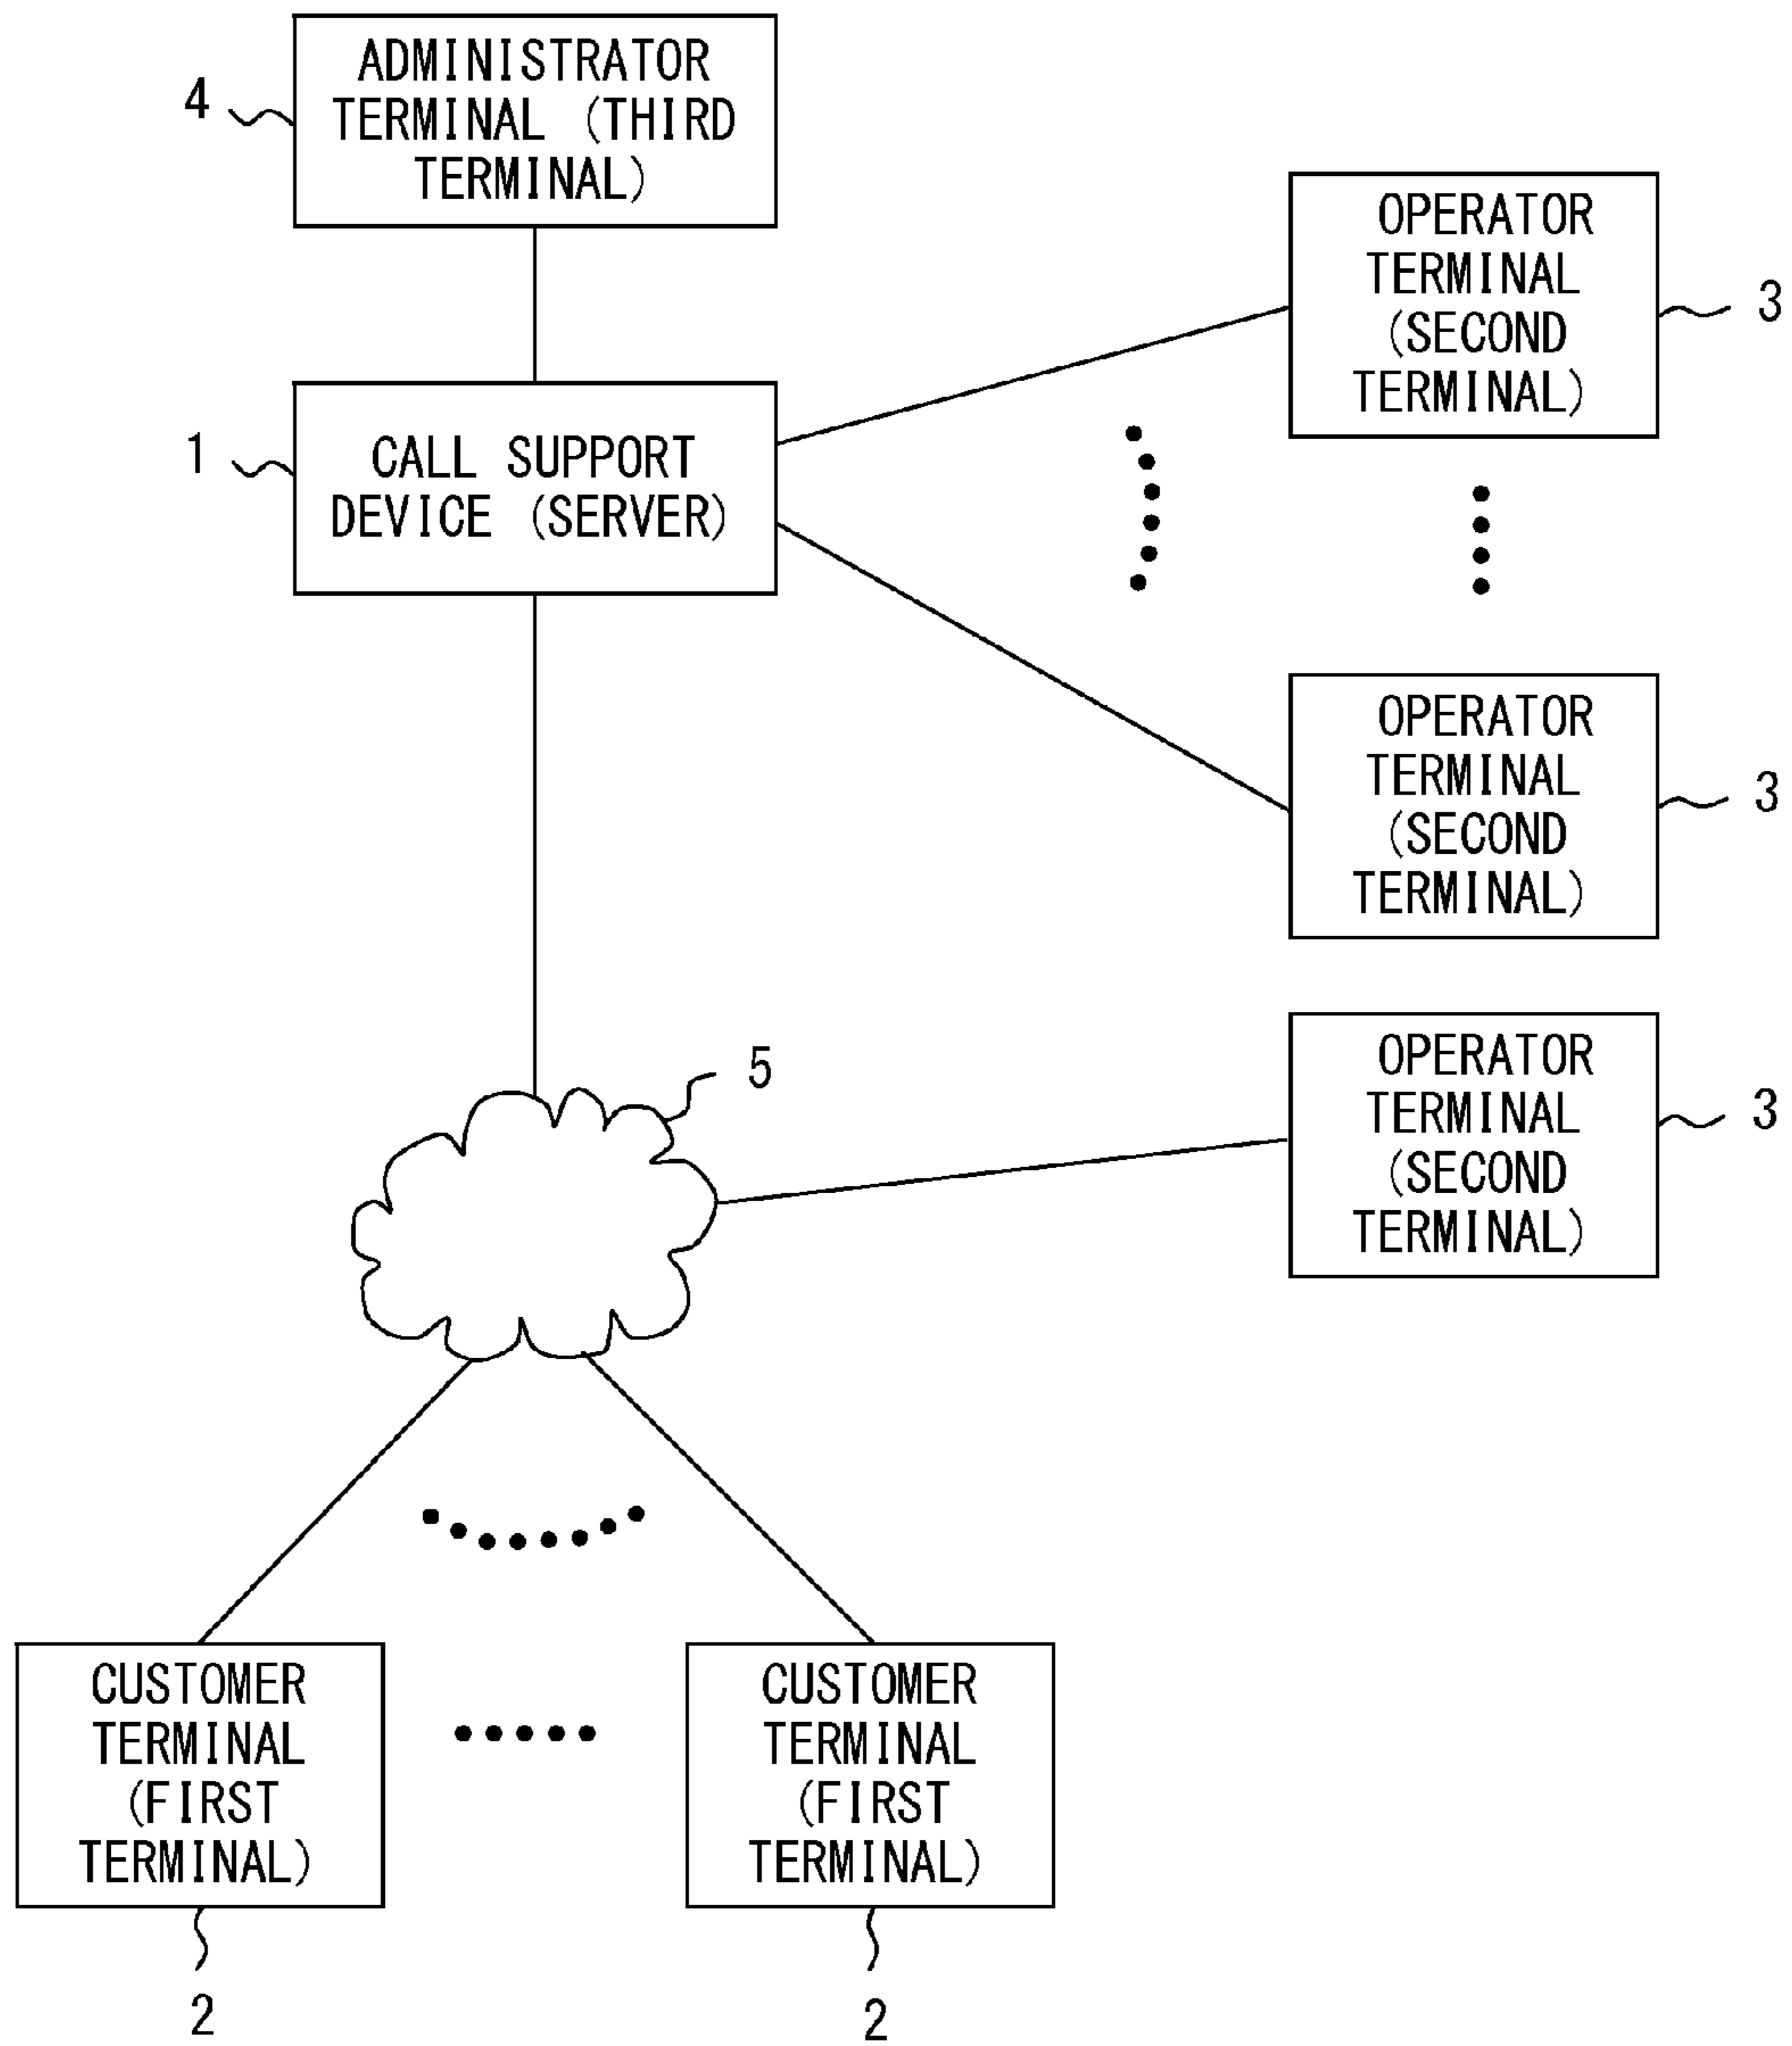 4
ADMINISTRATOR
TERMINAL (THIRD
TERMINAL)
OPERATOR
TERMINAL
(SECOND
TERMINAL)
3
1
CALL SUPPORT
DEVICE (SERVER)
OPERATOR
TERMINAL
(SECOND
TERMINAL)
3
5
OPERATOR
TERMINAL
(SECOND
TERMINAL)
3
CUSTOMER
TERMINAL
(FIRST
TERMINAL)
2
CUSTOMER
TERMINAL
(FIRST
TERMINAL)
2